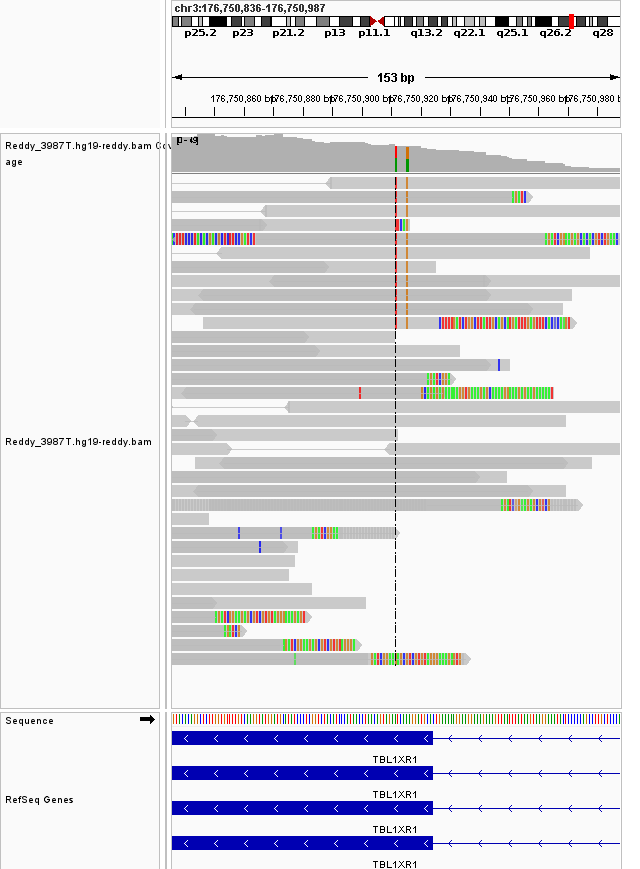 chr3:176,750,836-176,750,987
p25.2 p23 p21.2 p13 p11.1 q13.2 q22.1 q25.1 q26.2 q28
153 bp
176,750,860 bp 176,750,880 bp 176,750,900 bp 176,750,920 bp 176,750,940 bp 176,750,960 bp 176,750,980 b
Reddy_3987T.hg19-reddy.bam Cov
age
Reddy_3987T.hg19-reddy.bam
Sequence
TBL1XR1
TBL1XR1
RefSeq Genes
TBL1XR1
TBL1XR1